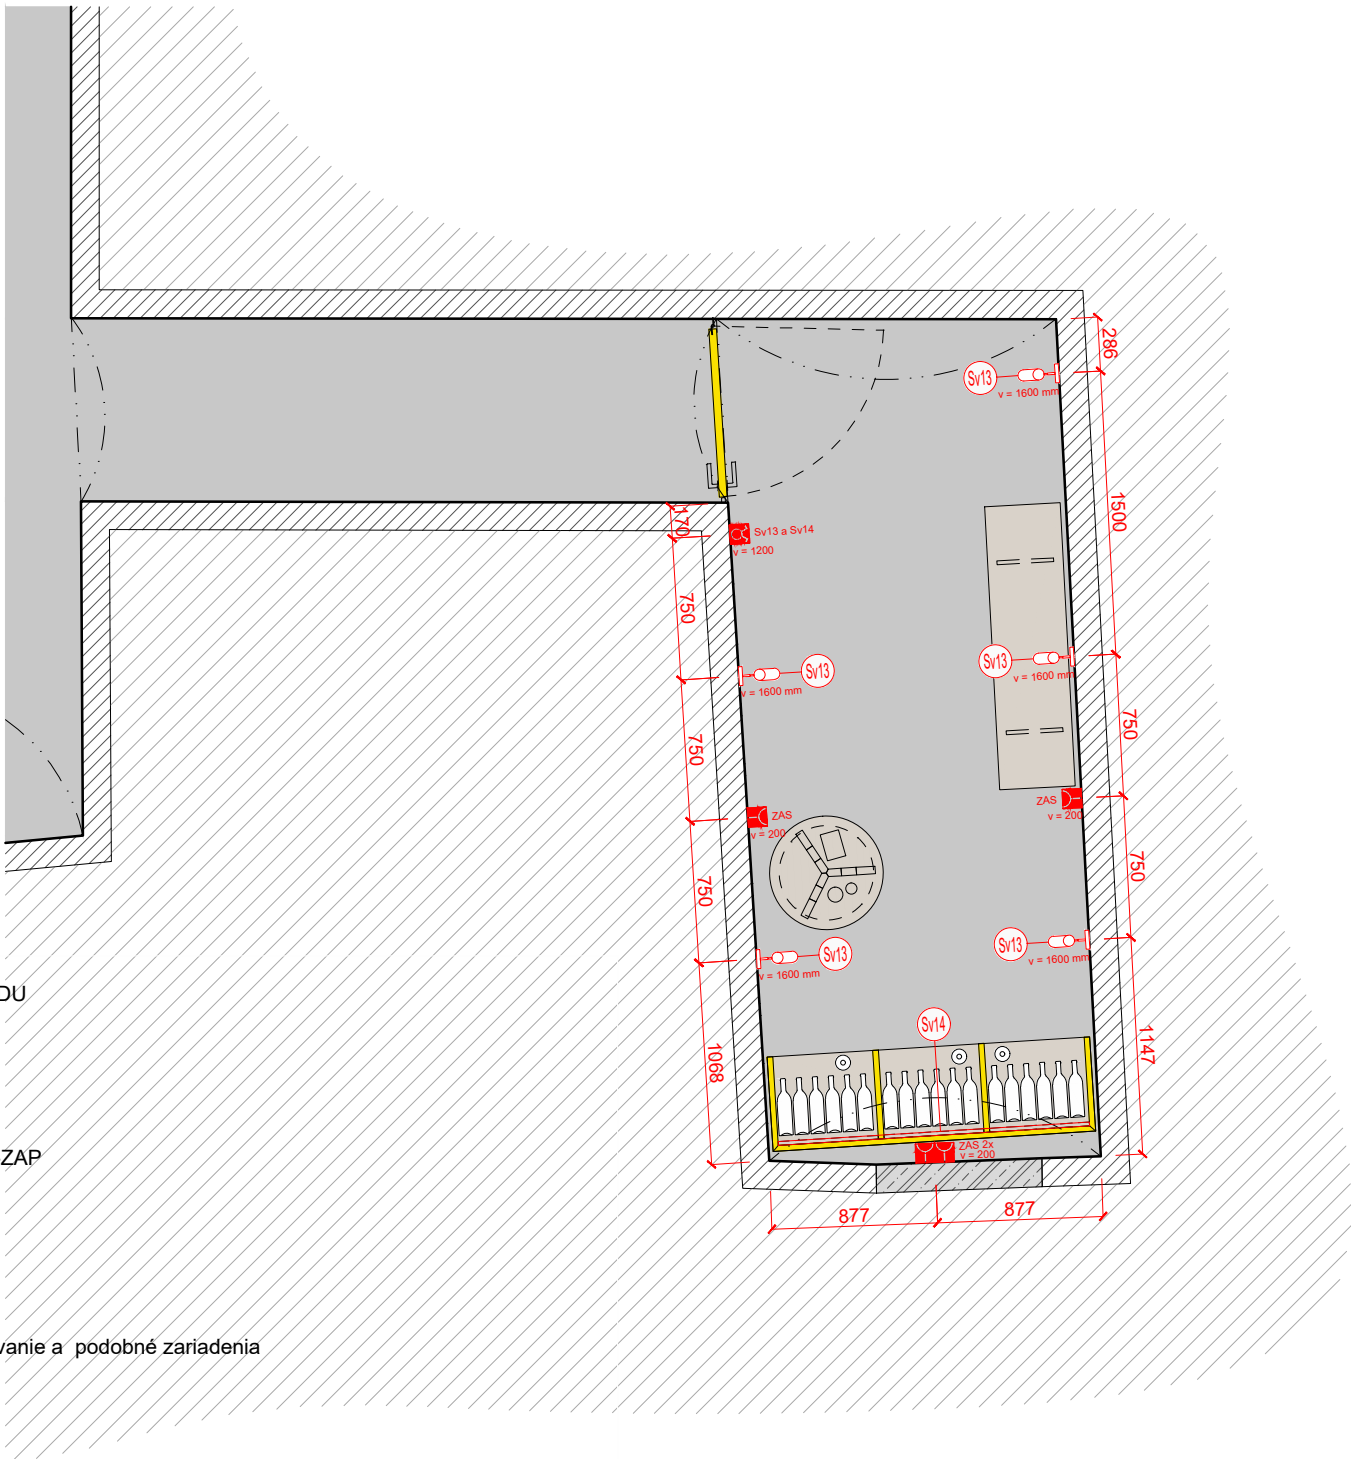 286
Sv13
v = 1600 mm
1500
170
Sv13 a Sv14
v = 1200
750
Sv13
v = 1600 mm
Sv13
v = 1600 mm
750
750
ZAS
v = 200
ZAS
v = 200
750
750
Sv13
v = 1600 mm
Sv13
v = 1600 mm
DU
Sv14
1068
1147
ZAS 2x
v = 200
ZAP
877
877
vanie a  podobné zariadenia